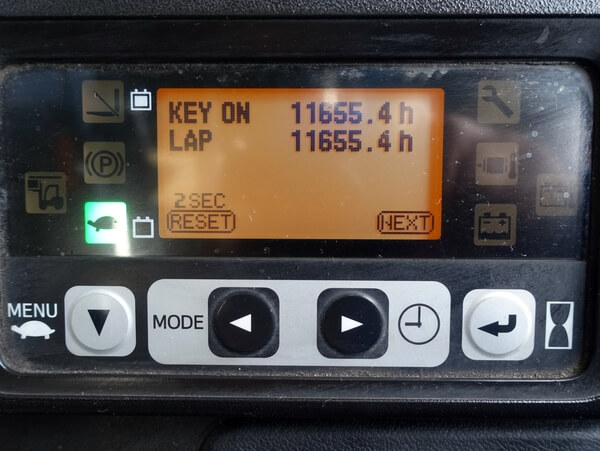 KEY ON 11655.4 h
LAP 11655.4 h
2SEC
RESET NEXT
MENU
MODE